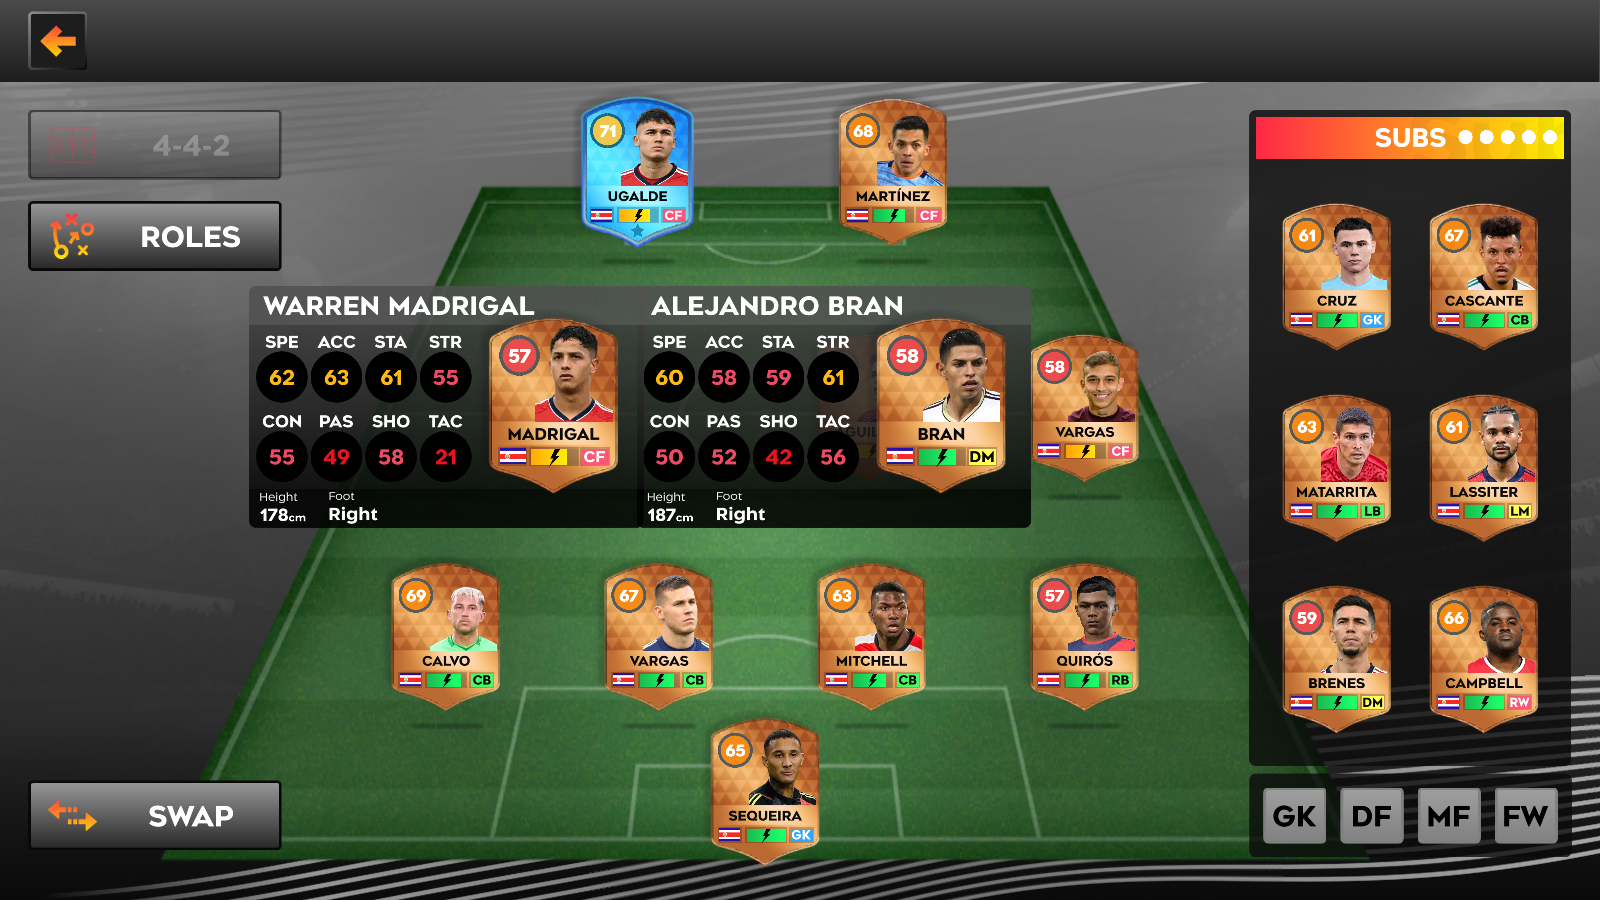 4-4-2
ROLES
71
UGALDE
CF
68
MARTÍNEZ
CF
WARREN MADRIGAL
SPE ACC STA STR
62 63 61 55
CON PAS SHO TAC
55 49 58 21
Height Foot
178cm Right
57
MADRIGAL
CF
ALEJANDRO BRAN
SPE ACC STA STR
60 58 59 61
CON PAS SHO TAC
50 52 42 56
Height Foot
187cm Right
58
BRAN
DM
58
VARGAS
CF
69
CALVO
CB
67
VARGAS
CB
63
MITCHELL
CB
57
QUIRÓS
RB
65
SEQUEIRA
GK
SWAP
SUBS
61
CRUZ
GK
67
CASCANTE
CB
63
MATARRITA
LB
61
LASSITER
LM
59
BRENES
DM
66
CAMPBELL
RW
GK DF MF FW